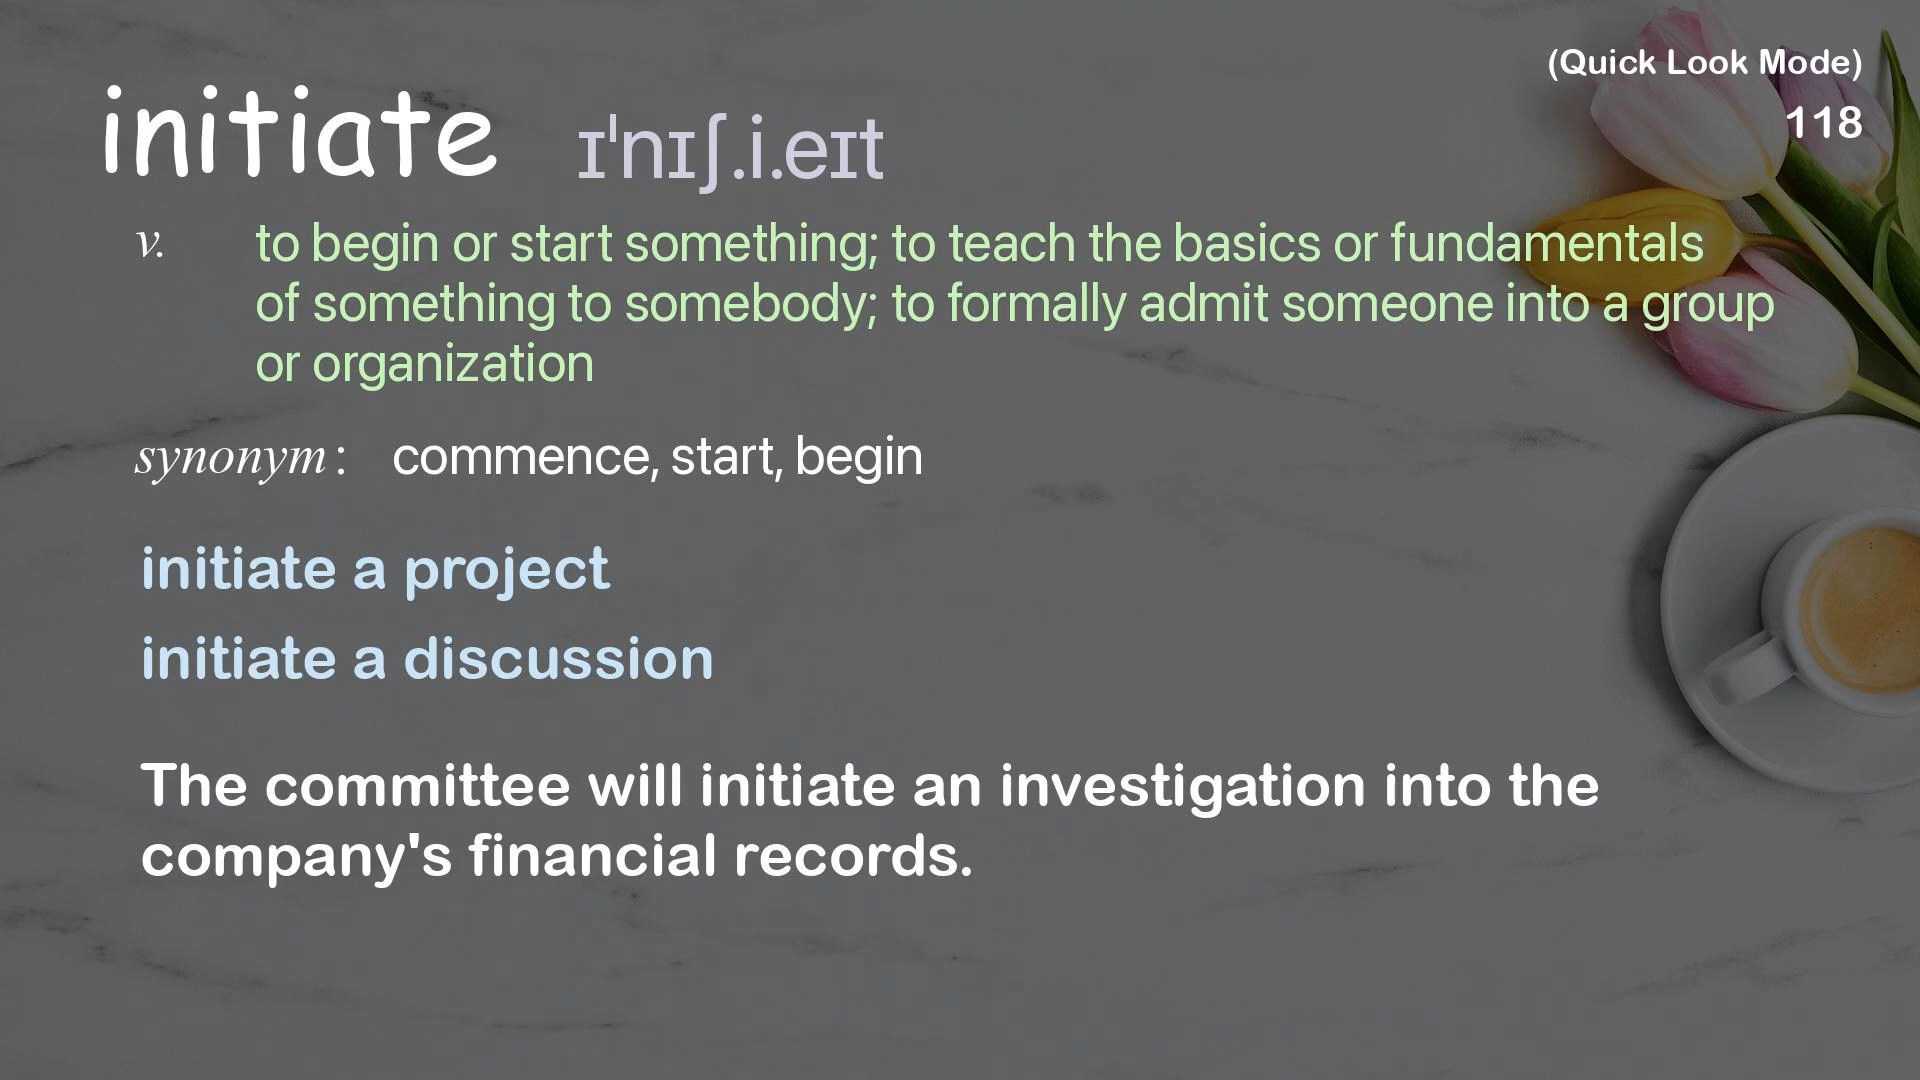 (Quick Look Mode)
118
initiate ɪˈnɪʃ.i.eɪt
v. to begin or start something; to teach the basics or fundamentals
of something to somebody; to formally admit someone into a group
or organization
synonym: commence, start, begin
initiate a project
initiate a discussion
The committee will initiate an investigation into the
company's financial records.